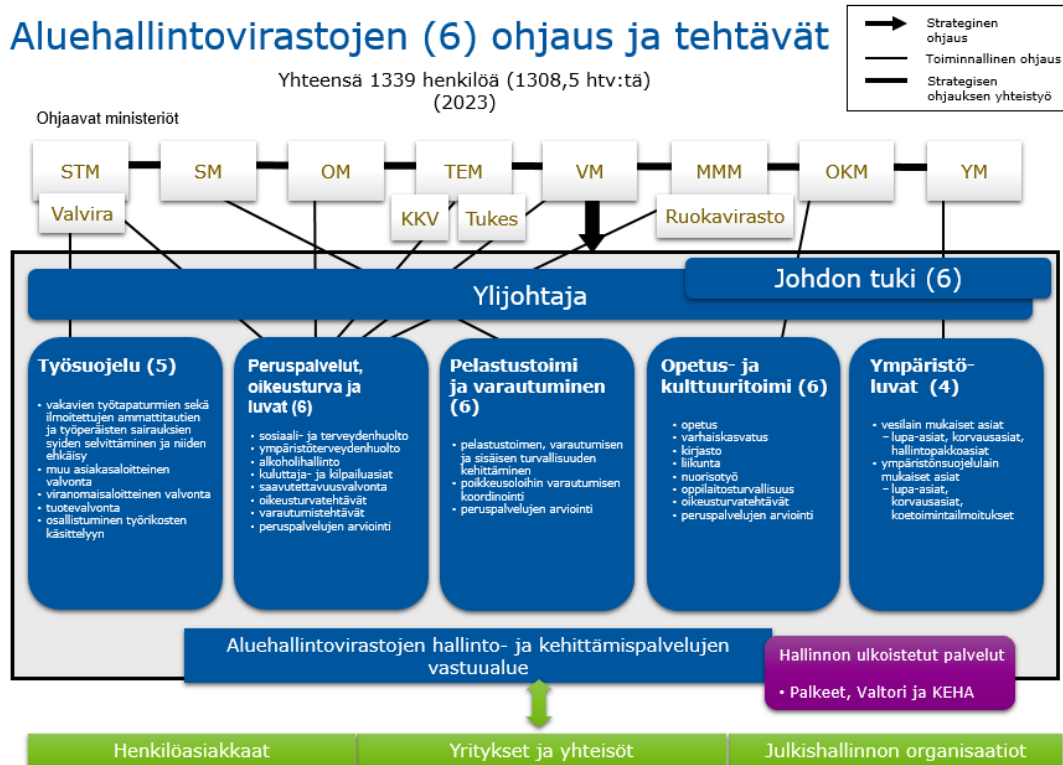 Aluehallintovirastojen (6) ohjaus ja tehtävät
Strateginen
ohjaus
Toiminnallinen ohjaus
Strategisen
ohjauksen yhteistyö
Yhteensä 1339 henkilöä (1308,5 htv:tä)
(2023)
Ohjaavat ministeriöt
STM
SM
OM
TEM
VM
MMM
OKM
YM
Valvira
KKV
Tukes
Ruokavirasto
Johdon tuki (6)
Ylijohtaja
Työsuojelu (5)
• vakavien työtapaturmien sekä
ilmoitettujen ammattitautien
ja työperäisten sairauksien
syiden selvittäminen ja niiden
ehkäisy
• muu asiakasaloitteinen
valvonta
• viranomaisaloitteinen valvonta
• tuotevalvonta
• osallistuminen työrikosten
käsittelyyn
Peruspalvelut,
oikeusturva ja
luvat (6)
• sosiaali- ja terveydenhuolto
• ympäristöterveydenhuolto
• alkoholihallinto
• kuluttaja- ja kilpailuasiat
• saavutettavuusvalvonta
• oikeusturvatehtävät
• varautumistehtävät
• peruspalvelujen arviointi
Pelastustoimi
ja varautuminen
(6)
• pelastustoimen, varautumisen
ja sisäisen turvallisuuden
kehittäminen
• poikkeusoloihin varautumisen
koordinointi
• peruspalvelujen arviointi
Opetus- ja
kulttuuritoimi (6)
• opetus
• varhaiskasvatus
• kirjasto
• liikunta
• nuorisotyö
• oppilaitosturvallisuus
• oikeusturvatehtävät
• peruspalvelujen arviointi
Ympäristö-
luvat (4)
• vesilain mukaiset asiat
– lupa-asiat, korvausasiat,
hallintopakkoasiat
• ympäristönsuojelulain
mukaiset asiat
– lupa-asiat,
korvausasiat,
koetoimintailmoitukset
Aluehallintovirastojen hallinto- ja kehittämispalvelujen
vastuualue
Hallinnon ulkoistetut palvelut
• Palkeet, Valtori ja KEHA
Henkilöasiakkaat
Yritykset ja yhteisöt
Julkishallinnon organisaatiot